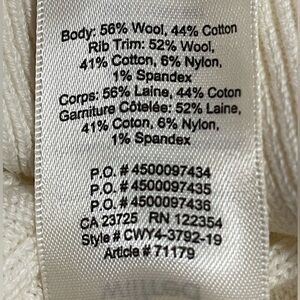 Body: 56% Wool, 44% Cotton
Rib Trim: 52% Wool,
41% Cotton, 6% Nylon,
1% Spandex
Corps: 56% Laine, 44% Coton
Garniture Côtelée: 52% Laine,
41% Coton, 6% Nylon,
1% Spandex
P.O. # 4500097434
P.O. # 4500097435
P.O. # 4500097436
CA 23725 RN 122354
Style # CWY4-3792-19
Article # 71179